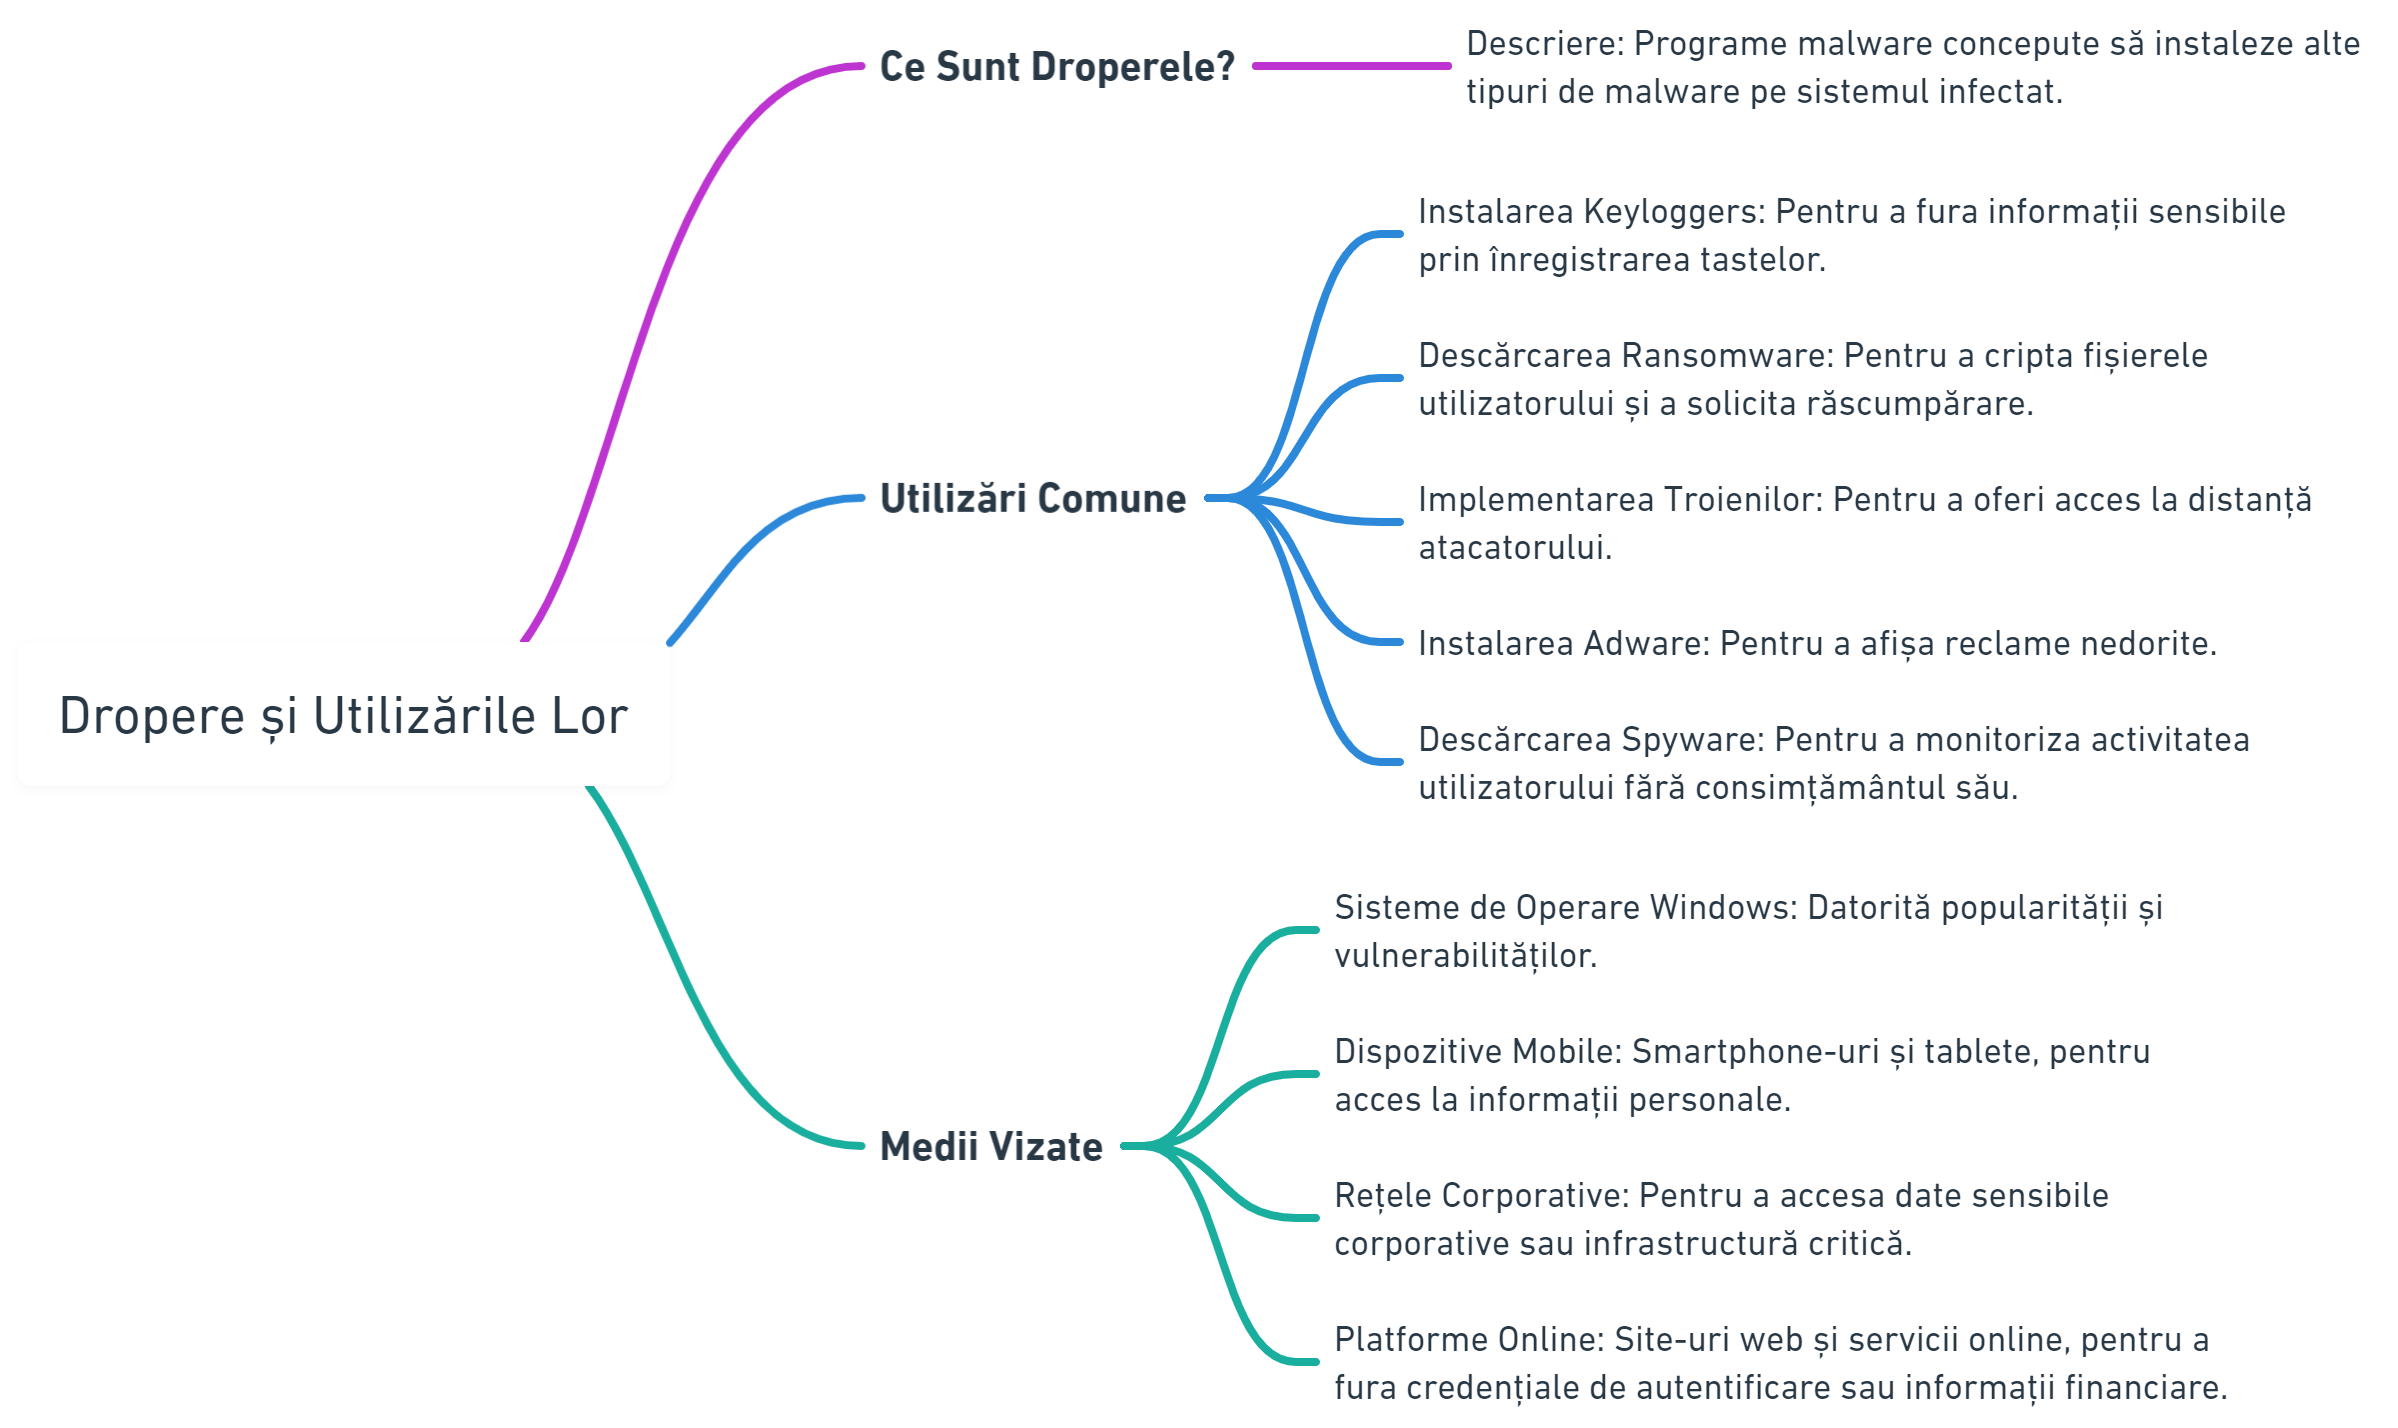 Dropere și Utilizările Lor
Ce Sunt Droperele?
Descriere: Programe malware concepute să instaleze alte
tipuri de malware pe sistemul infectat.
Utilizări Comune
Instalarea Keyloggers: Pentru a fura informații sensibile
prin înregistrarea tastelor.
Descărcarea Ransomware: Pentru a cripta fișierele
utilizatorului și a solicita răscumpărare.
Implementarea Troienilor: Pentru a oferi acces la distanță
atacatorului.
Instalarea Adware: Pentru a afișa reclame nedorite.
Descărcarea Spyware: Pentru a monitoriza activitatea
utilizatorului fără consimțământul său.
Medii Vizate
Sisteme de Operare Windows: Datorită popularității și
vulnerabilităților.
Dispozitive Mobile: Smartphone-uri și tablete, pentru
acces la informații personale.
Rețele Corporative: Pentru a accesa date sensibile
corporative sau infrastructură critică.
Platforme Online: Site-uri web și servicii online, pentru a
fura credențiale de autentificare sau informații financiare.